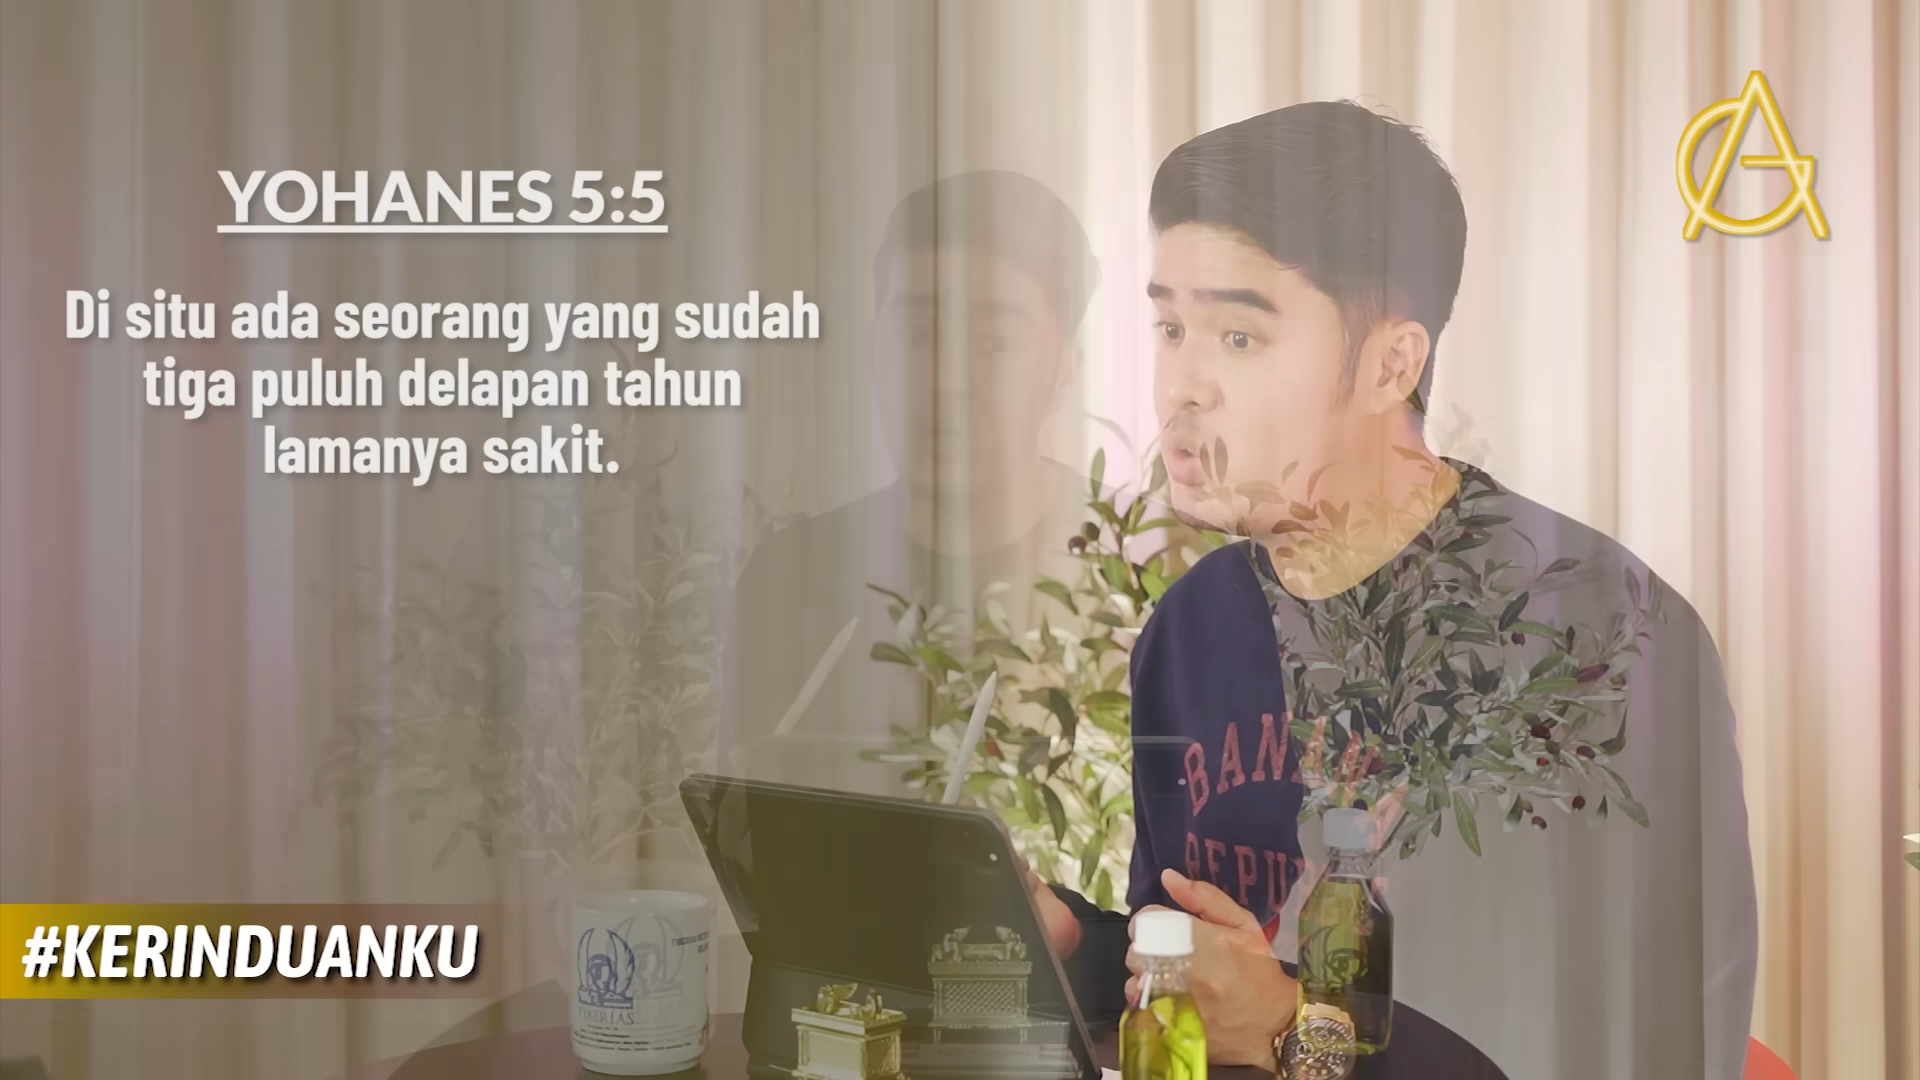 YOHANES 5:5
Di situ ada seorang yang sudah
tiga puluh delapan tahun
lamanya sakit.
#KERINDUANKU